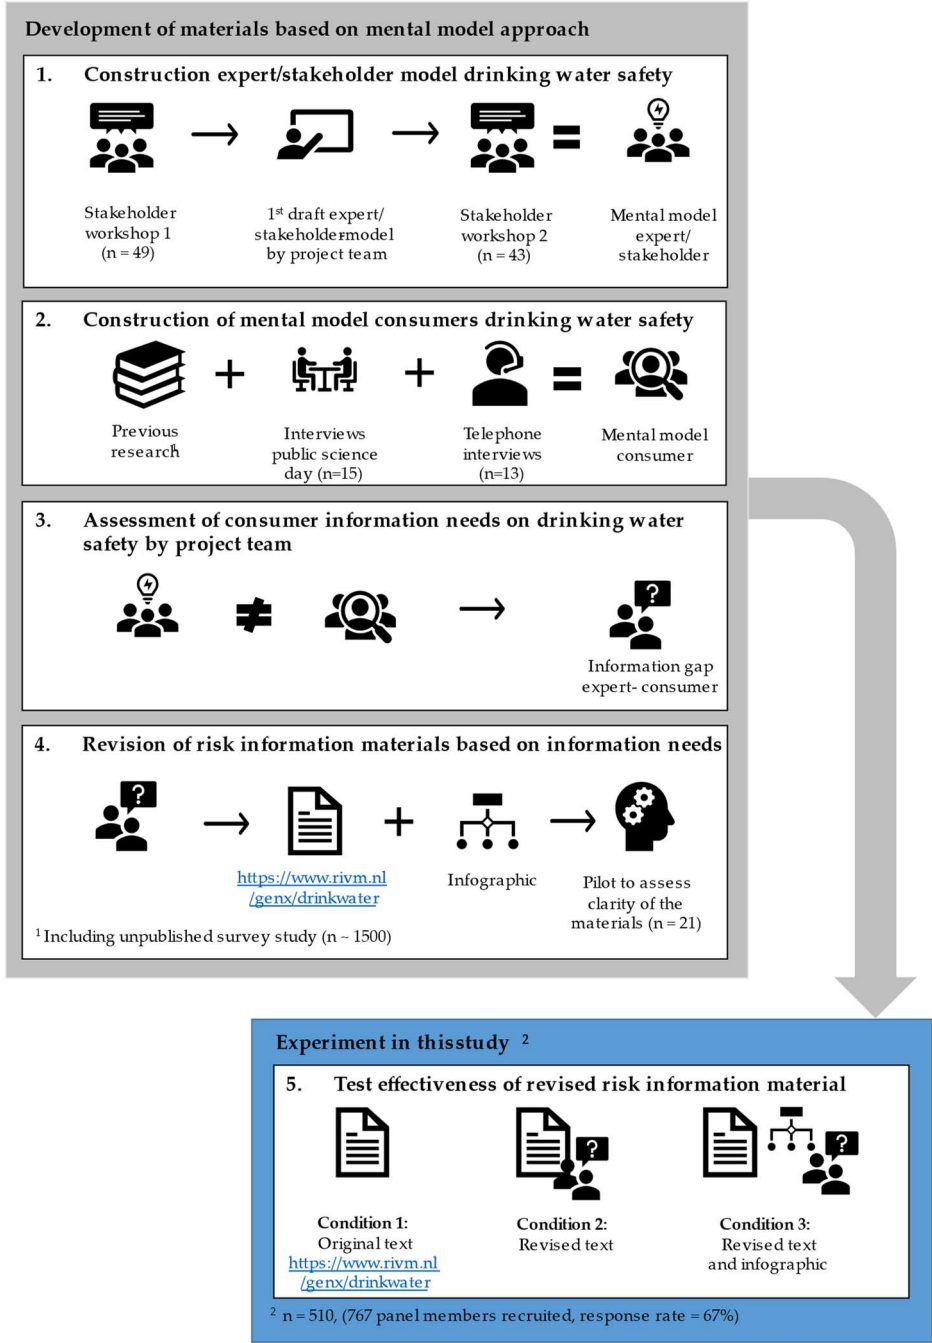 Development of materials based on mental model approach
1. Construction expert/stakeholder model drinking water safety
Stakeholder
workshop 1
(n = 49)
1st draft expert/
stakeholder-model
by project team
Stakeholder
workshop 2
(n = 43)
Mental model
expert/
stakeholder
2. Construction of mental model consumers drinking water safety
Previous
research1
Interviews
public science
day (n=15)
Telephone
interviews
(n=13)
Mental model
consumer
3. Assessment of consumer information needs on drinking water
safety by project team
?
Information gap
expert- consumer
4. Revision of risk information materials based on information needs
?
https://www.rivm.nl
/genx/drinkwater
Infographic
Pilot to assess
clarity of the
materials (n = 21)
1 Including unpublished survey study (n ~ 1500)
Experiment in thisstudy 2
5. Test effectiveness of revised risk information material
?
?
Condition 1:
Original text
https://www.rivm.nl
/genx/drinkwater
Condition 2:
Revised text
Condition 3:
Revised text
and infographic
2 n = 510, (767 panel members recruited, response rate = 67%)